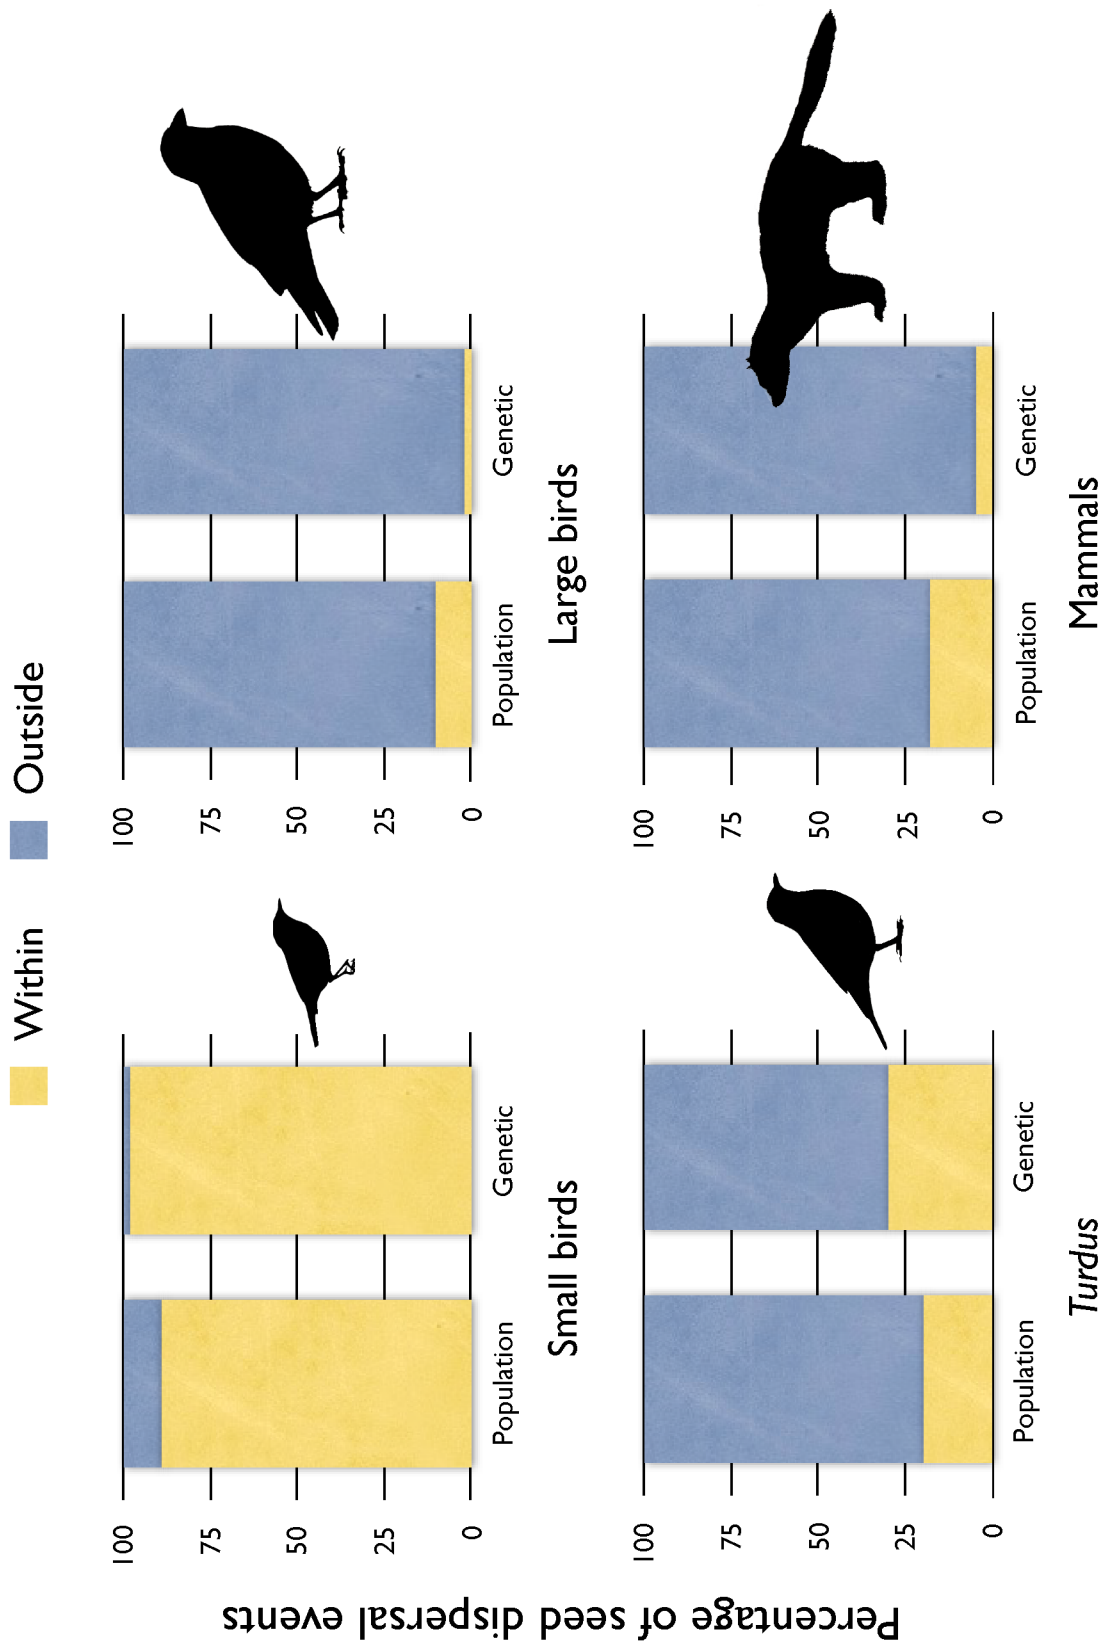 Within Outside
100
75
50
25
0
Population Genetic
Small birds
100
75
50
25
0
Population Genetic
Large birds
100
75
50
25
0
Population Genetic
Turdus
100
75
50
25
0
Population Genetic
Mammals
Percentage of seed dispersal events